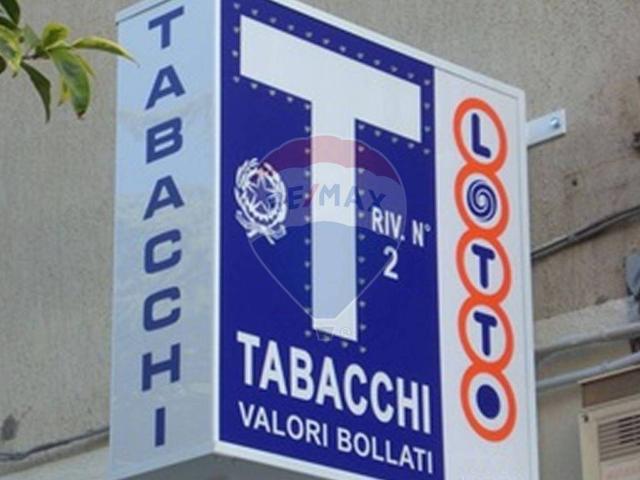 TABACCHI
T
RE/MAX
RIV. N°
2
TABACCHI
VALORI BOLLATI
LOTTO